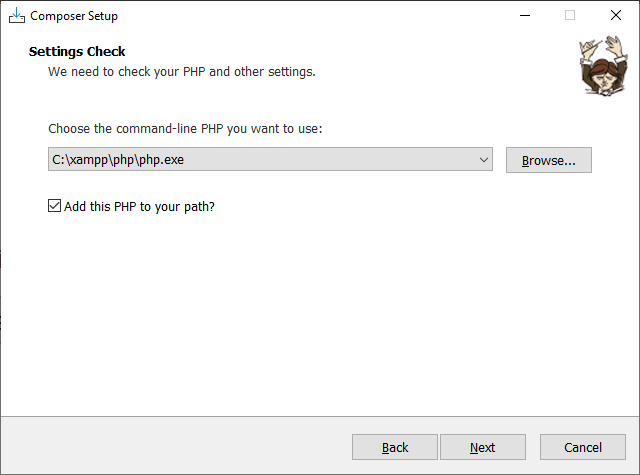 Composer Setup
Settings Check
We need to check your PHP and other settings.
Choose the command-line PHP you want to use:
C:\xampp\php\php.exe
Browse...
Add this PHP to your path?
Back
Next
Cancel